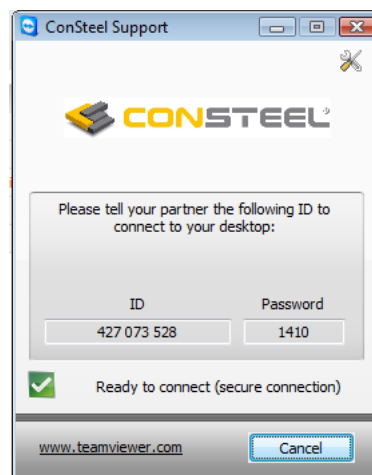 ConSteel Support
CONSTEEL®
Please tell your partner the following ID to
connect to your desktop:
ID Password
427 073 528 1410
Ready to connect (secure connection)
www.teamviewer.com Cancel